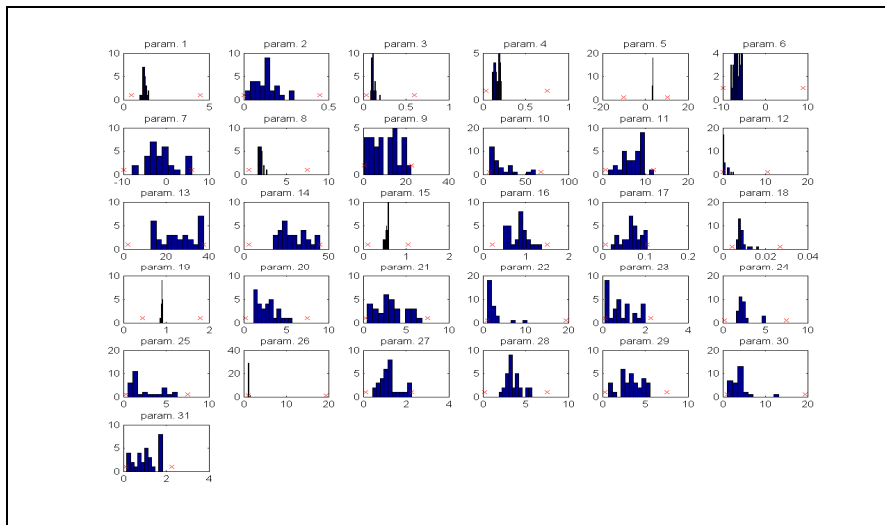 param. 1 param. 2 param. 3 param. 4 param. 5 param. 6
10 10 10 4 20 4
5 5 5 2 10 2
0 0 0 0 0 0
0 5 0 0.5 0 0.5 1 0 0.5 1 -20 0 20 -10 0 10
param. 7 param. 8 param. 9 param. 10 param. 11 param. 12
10 10 5 20 10 20
5 5 10 5 10
0 0 0 0 0 0
-10 0 10 0 5 10 0 20 40 0 50 100 0 10 20 0 10 20
param. 13 param. 14 param. 15 param. 16 param. 17 param. 18
10 10 10 10 10 20
5 5 5 5 5 10
0 0 0 0 0 0
0 20 40 0 50 0 1 2 0 1 2 0 0.1 0.2 0 0.02 0.04
param. 19 param. 20 param. 21 param. 22 param. 23 param. 24
10 10 10 20 10 20
5 5 5 10 5 10
0 0 0 0 0 0
0 1 2 0 5 10 0 5 10 0 10 20 0 2 4 0 5 10
param. 25 param. 26 param. 27 param. 28 param. 29 param. 30
20 40 10 10 10 20
10 20 5 5 5 10
0 0 0 0 0 0
0 2 4 0 10 20 0 2 4 0 5 10 0 5 10 0 10 20
param. 31
10
5
0
0 2 4